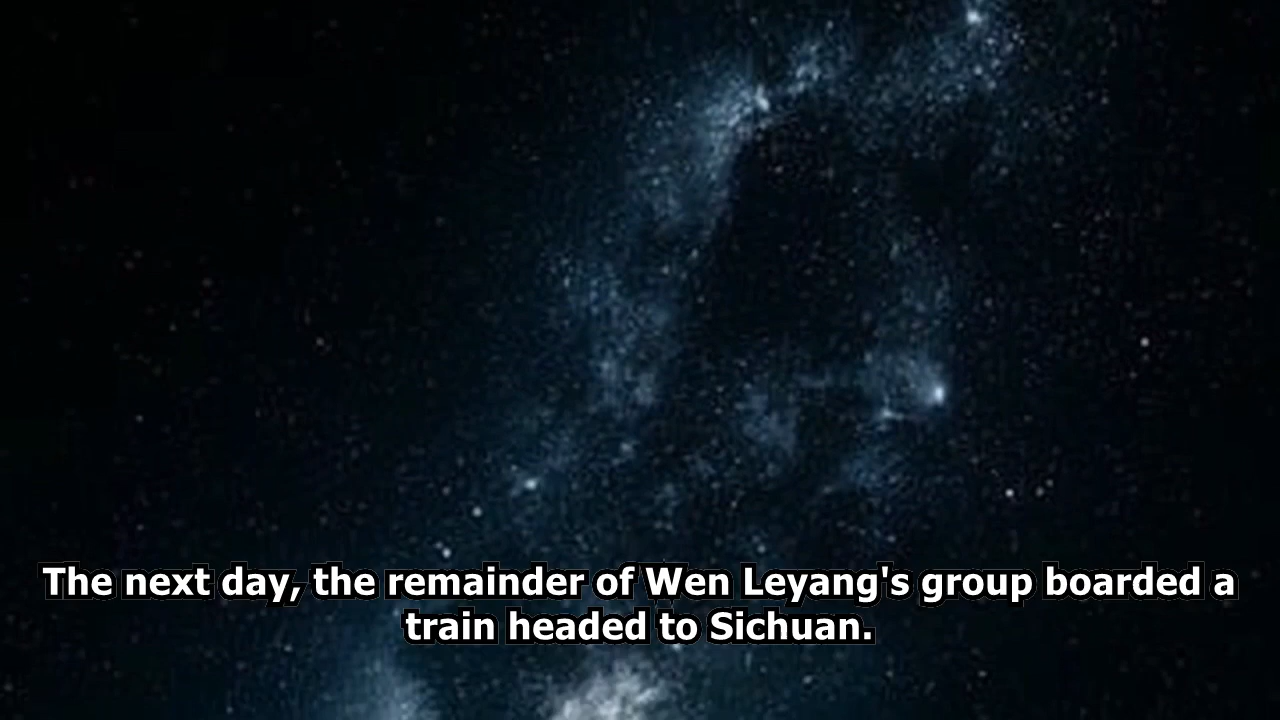 The next day, the remainder of Wen Leyang's group boarded a
train headed to Sichuan.